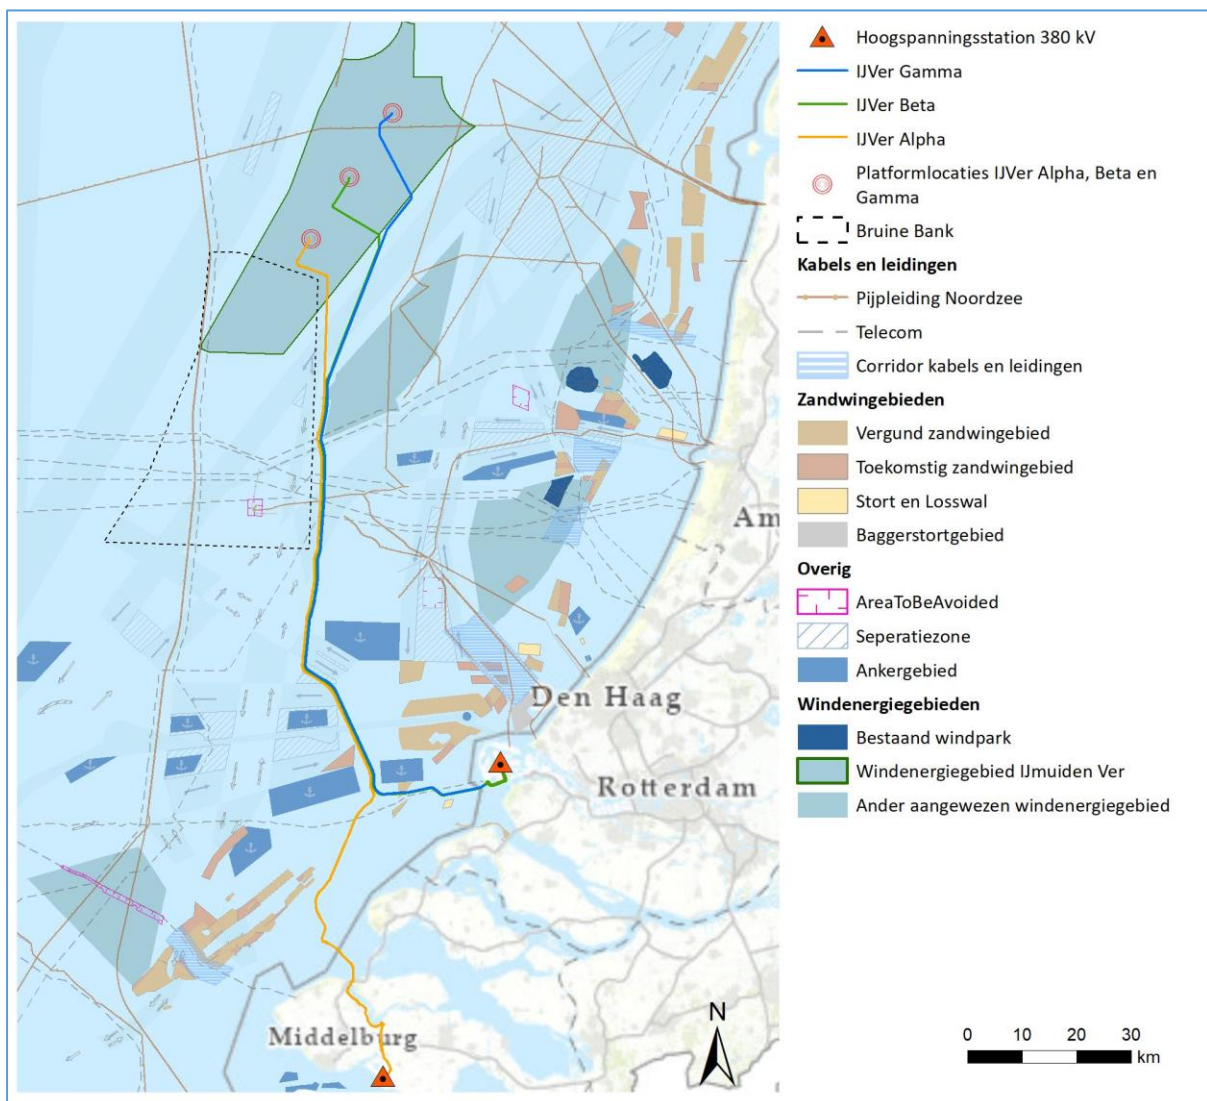 Hoogspanningsstation 380 kV
IJVer Gamma
IJVer Beta
IJVer Alpha
Platformlocaties IJVer Alpha, Beta en
Gamma
Bruine Bank
Kabels en leidingen
Pijpleiding Noordzee
Telecom
Corridor kabels en leidingen
Zandwingebieden
Vergund zandwingebied
Toekomstig zandwingebied
Stort en Losswal
Baggerstortgebied
Overig
AreaToBeAvoided
Seperatiezone
Ankergebied
Windenergiegebieden
Bestaand windpark
Windenergiegebied IJmuiden Ver
Ander aangewezen windenergiegebied
Am
Den Haag
Rotterdam
Middelburg
N
0 10 20 30
km